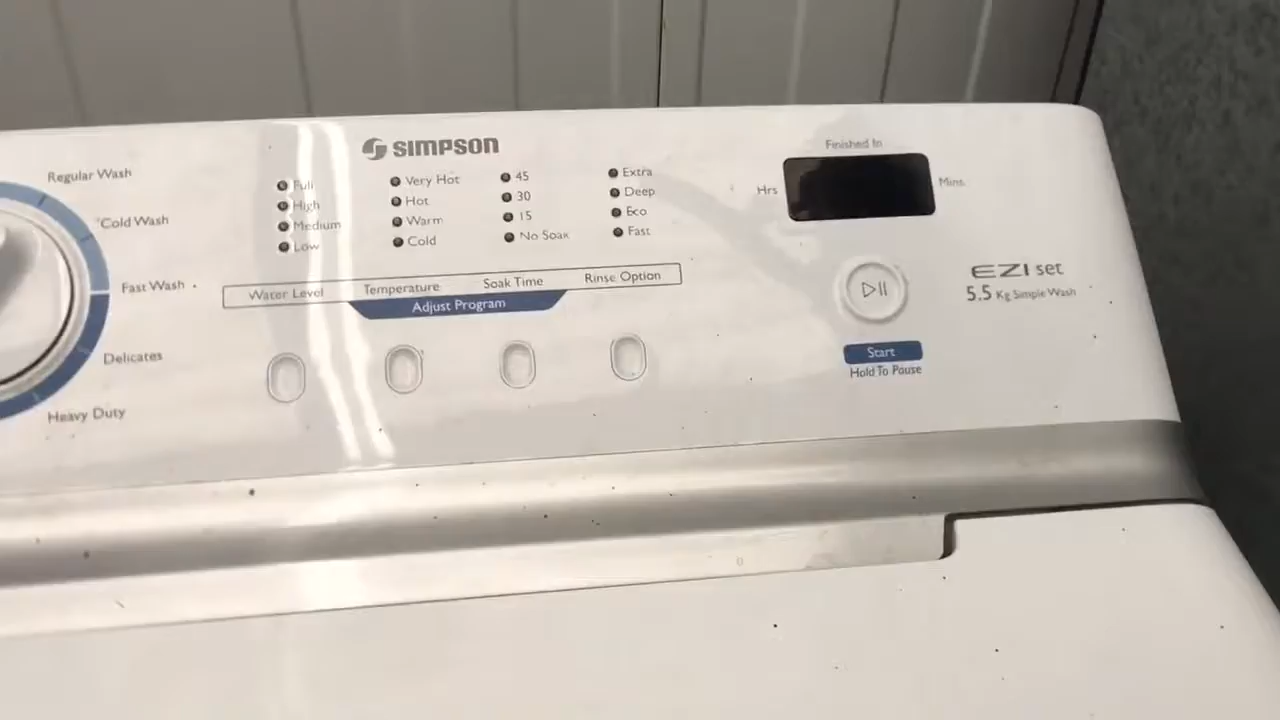 SIMPSON
Finished In
Hrs
Mins
Regular Wash
Cold Wash
Fast Wash
Delicates
Heavy Duty
Full
High
Medium
Low
Very Hot
Hot
Warm
Cold
45
30
15
No Soak
Extra
Deep
Eco
Fast
Water Level
Temperature
Soak Time
Rinse Option
Adjust Program
EZI set
5.5 Kg Simple Wash
Start
Hold To Pause